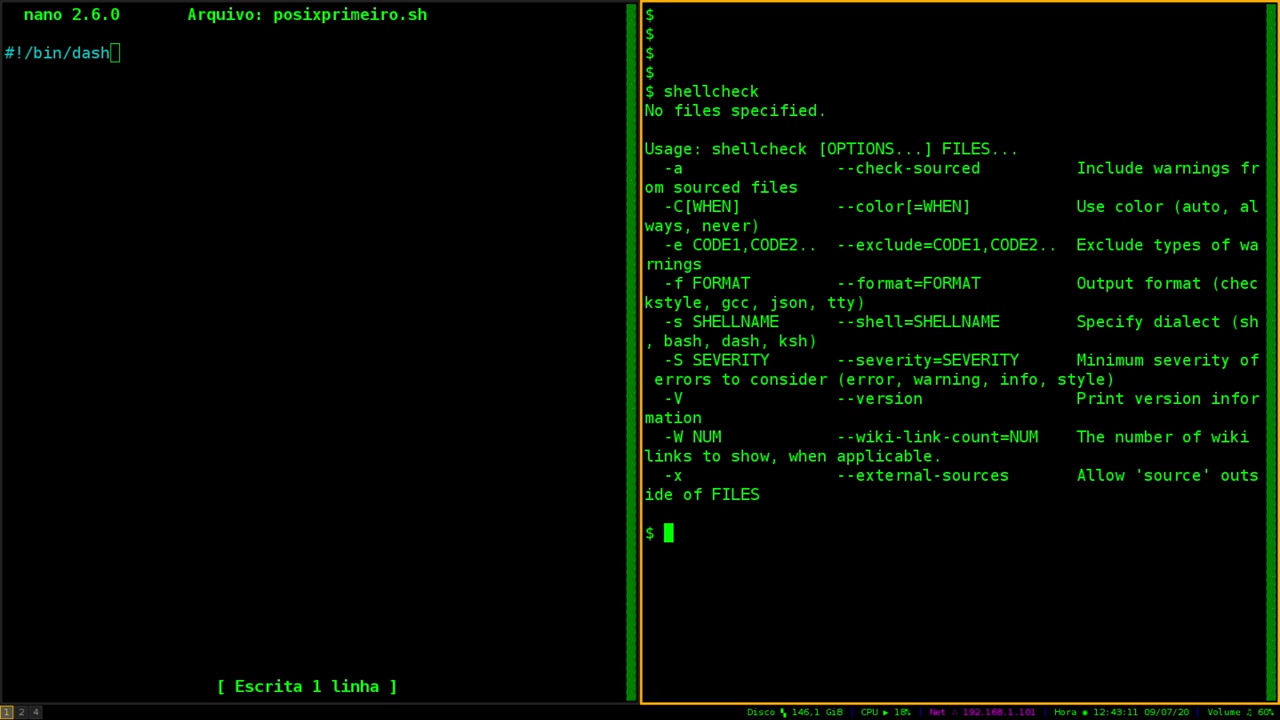 nano 2.6.0 Arquivo: posixprimeiro.sh
#!/bin/dash
[ Escrita 1 linha ]
$
$
$
$
$ shellcheck
No files specified.
Usage: shellcheck [OPTIONS...] FILES...
-a --check-sourced Include warnings fr
om sourced files
-C[WHEN] --color[=WHEN] Use color (auto, al
ways, never)
-e CODE1,CODE2.. --exclude=CODE1,CODE2.. Exclude types of wa
rnings
-f FORMAT --format=FORMAT Output format (chec
kstyle, gcc, json, tty)
-s SHELLNAME --shell=SHELLNAME Specify dialect (sh
, bash, dash, ksh)
-S SEVERITY --severity=SEVERITY Minimum severity of
errors to consider (error, warning, info, style)
-V --version Print version infor
mation
-W NUM --wiki-link-count=NUM The number of wiki
links to show, when applicable.
-x --external-sources Allow 'source' outs
ide of FILES
$
1 2 4 Disco 146,1 GiB CPU ▶ 18% Net 192.168.1.101 Hora ◉ 12:43:11 09/07/20 Volume ♫ 60%